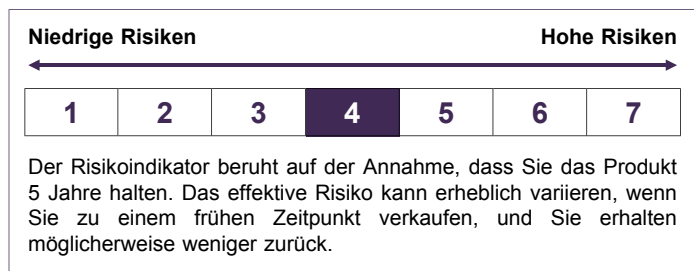 Niedrige Risiken Hohe Risiken
1 2 3 4 5 6 7
Der Risikoindikator beruht auf der Annahme, dass Sie das Produkt
5 Jahre halten. Das effektive Risiko kann erheblich variieren, wenn
Sie zu einem frühen Zeitpunkt verkaufen, und Sie erhalten
möglicherweise weniger zurück.